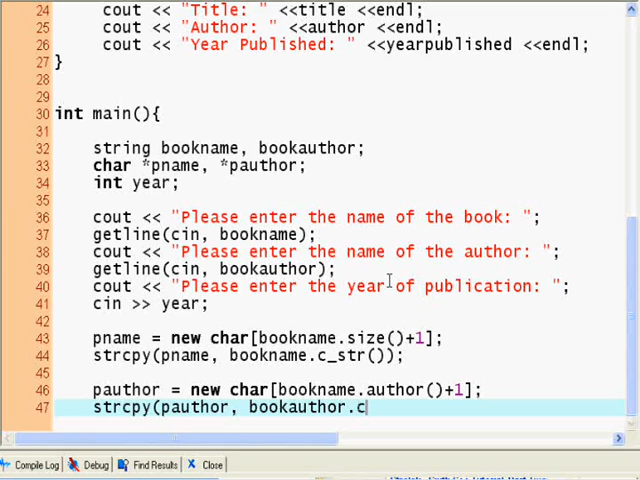 24 cout << "Title: " <<title <<endl;
25 cout << "Author: " <<author <<endl;
26 cout << "Year Published: " <<yearpublished <<endl;
27 }
28
29
30 int main(){
31
32 string bookname, bookauthor;
33 char *pname, *pauthor;
34 int year;
35
36 cout << "Please enter the name of the book: ";
37 getline(cin, bookname);
38 cout << "Please enter the name of the author: ";
39 getline(cin, bookauthor);
40 cout << "Please enter the year of publication: ";
41 cin >> year;
42
43 pname = new char[bookname.size()+1];
44 strcpy(pname, bookname.c_str());
45
46 pauthor = new char[bookname.author()+1];
47 strcpy(pauthor, bookauthor.c
Compile Log Debug Find Results Close